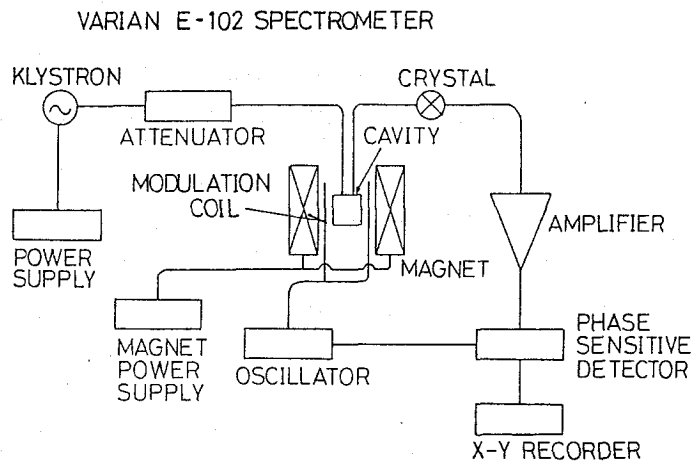 VARIAN E-102 SPECTROMETER
KLYSTRON
ATTENUATOR
CRYSTAL
CAVITY
MODULATION
COIL
AMPLIFIER
POWER
SUPPLY
MAGNET
MAGNET
POWER
SUPPLY
OSCILLATOR
PHASE
SENSITIVE
DETECTOR
X-Y RECORDER